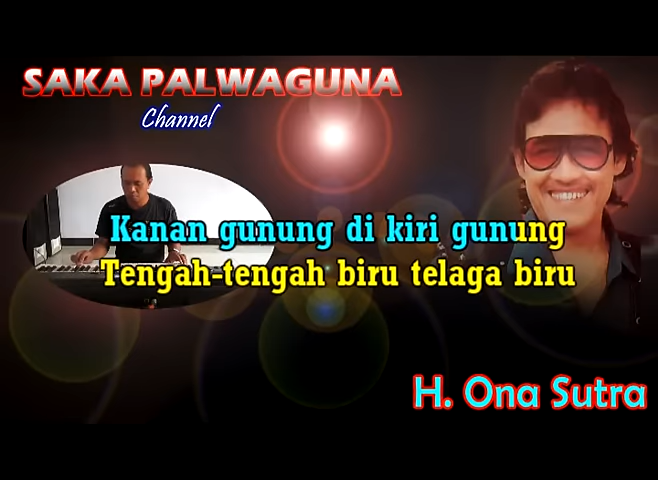 SAKA PALWAGUNA
Channel
Kanan gunung di kiri gunung
Tengah-tengah biru telaga biru
H. Ona Sutra